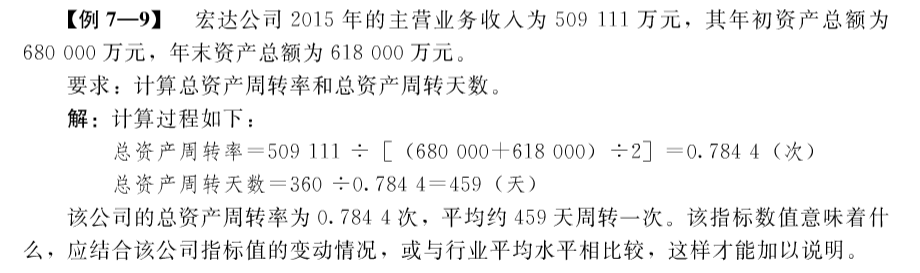 【例 7—9】 宏达公司 2015 年的主营业务收入为 509 111 万元，其年初资产总额为
680 000 万元，年末资产总额为 618 000 万元。
要求：计算总资产周转率和总资产周转天数。
解：计算过程如下：
总资产周转率＝509 111 ÷ [（680 000＋618 000）÷2] ＝0.784 4（次）
总资产周转天数＝360 ÷0.784 4＝459（天）
该公司的总资产周转率为 0.784 4 次，平均约 459 天周转一次。该指标数值意味着什
么，应结合该公司指标值的变动情况，或与行业平均水平相比较，这样才能加以说明。